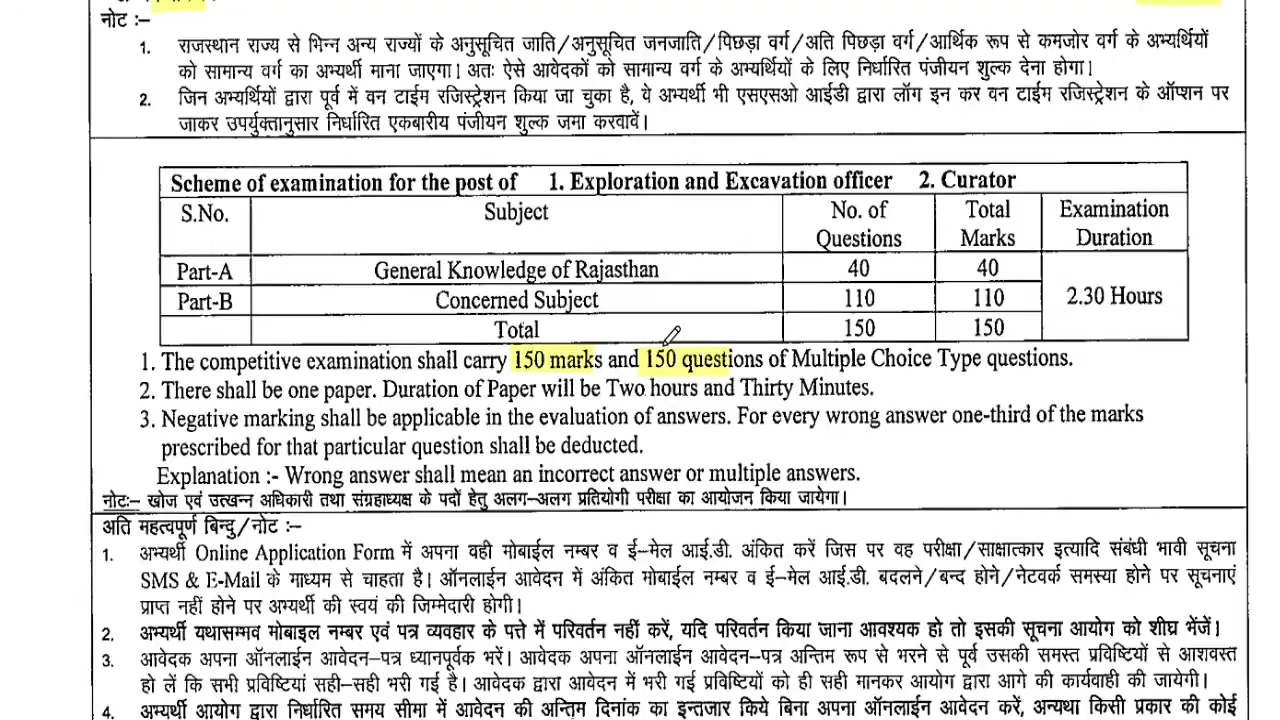 नोट :–
1. राजस्थान राज्य से भिन्न अन्य राज्यों के अनुसूचित जाति/अनुसूचित जनजाति/पिछड़ा वर्ग/अति पिछड़ा वर्ग/आर्थिक रूप से कमजोर वर्ग के अभ्यर्थियों
को सामान्य वर्ग का अभ्यर्थी माना जाएगा। अतः ऐसे आवेदकों को सामान्य वर्ग के अभ्यर्थियों के लिए निर्धारित पंजीयन शुल्क देना होगा।
2. जिन अभ्यर्थियों द्वारा पूर्व में वन टाईम रजिस्ट्रेशन किया जा चुका है, वे अभ्यर्थी भी एसएसओ आईडी द्वारा लॉग इन कर वन टाईम रजिस्ट्रेशन के ऑप्शन पर
जाकर उपर्युक्तानुसार निर्धारित एकबारीय पंजीयन शुल्क जमा करवावें।
Scheme of examination for the post of 1. Exploration and Excavation officer 2. Curator
S.No. Subject No. of Questions Total Marks Examination Duration
Part-A General Knowledge of Rajasthan 40 40
Part-B Concerned Subject 110 110 2.30 Hours
Total 150 150
1. The competitive examination shall carry 150 marks and 150 questions of Multiple Choice Type questions.
2. There shall be one paper. Duration of Paper will be Two hours and Thirty Minutes.
3. Negative marking shall be applicable in the evaluation of answers. For every wrong answer one-third of the marks
prescribed for that particular question shall be deducted.
Explanation :- Wrong answer shall mean an incorrect answer or multiple answers.
नोटः– खोज एवं उत्खनन अधिकारी तथा संग्रहाध्यक्ष के पदों हेतु अलग–अलग प्रतियोगी परीक्षा का आयोजन किया जायेगा।
अति महत्वपूर्ण बिन्दु/नोट :–
1. अभ्यर्थी Online Application Form में अपना वही मोबाईल नम्बर व ई–मेल आई.डी. अंकित करें जिस पर वह परीक्षा/साक्षात्कार इत्यादि संबंधी भावी सूचना
SMS & E-Mail के माध्यम से चाहता है। ऑनलाईन आवेदन में अंकित मोबाईल नम्बर व ई–मेल आई.डी. बदलने/बन्द होने/नेटवर्क समस्या होने पर सूचनाएं
प्राप्त नहीं होने पर अभ्यर्थी की स्वयं की जिम्मेदारी होगी।
2. अभ्यर्थी यथासम्भव मोबाइल नम्बर एवं पत्र व्यवहार के पत्ते में परिवर्तन नहीं करें, यदि परिवर्तन किया जाना आवश्यक हो तो इसकी सूचना आयोग को शीघ्र भेंजें।
3. आवेदक अपना ऑनलाईन आवेदन–पत्र ध्यानपूर्वक भरें। आवेदक अपना ऑनलाईन आवेदन–पत्र अन्तिम रूप से भरने से पूर्व उसकी समस्त प्रविष्टियों से आशवस्त
हो लें कि सभी प्रविष्टियां सही–सही भरी गई है। आवेदक द्वारा आवेदन में भरी गई प्रविष्टियों को ही सही मानकर आयोग द्वारा आगे की कार्यवाही की जायेगी।
4. अभ्यर्थी आयोग द्वारा निर्धारित समय सीमा में आवेदन की अन्तिम दिनांक का इन्तजार किये बिना अपना ऑनलाईन आवेदन करें, अन्यथा किसी प्रकार की कोई